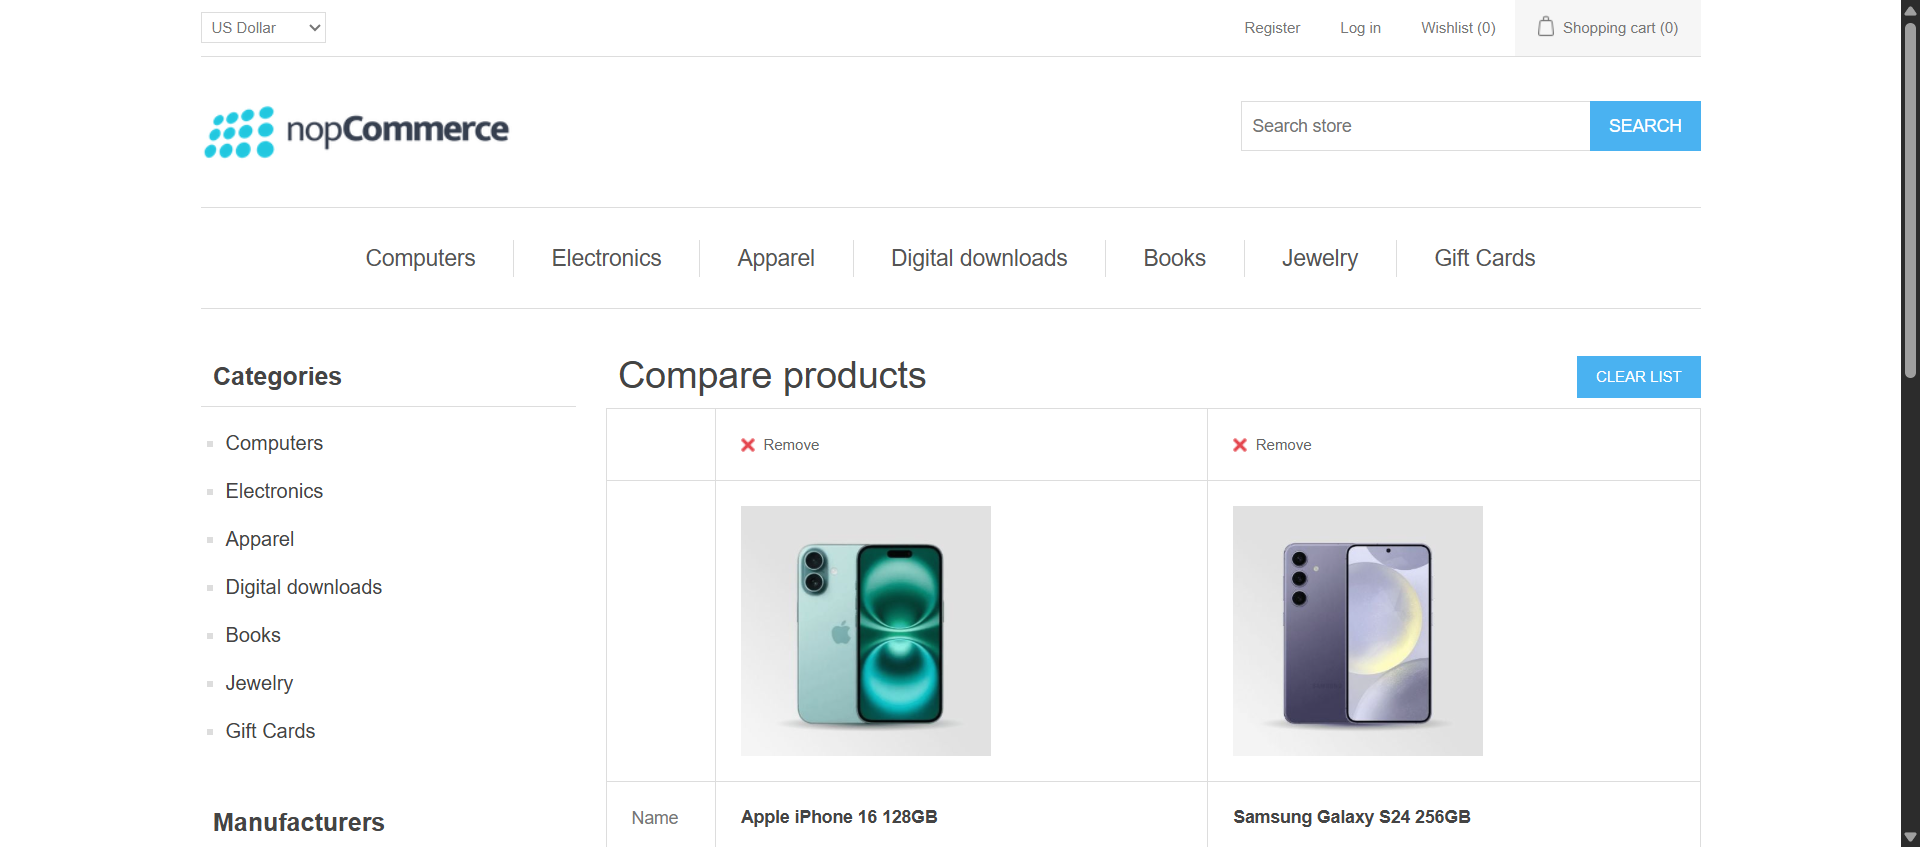 US Dollar
Register
Log in
Wishlist (0)
Shopping cart (0)
nopCommerce
Search store
SEARCH
Computers
Electronics
Apparel
Digital downloads
Books
Jewelry
Gift Cards
Categories
Computers
Electronics
Apparel
Digital downloads
Books
Jewelry
Gift Cards
Manufacturers
Compare products
CLEAR LIST
Remove
Remove
Name
Apple iPhone 16 128GB
Samsung Galaxy S24 256GB